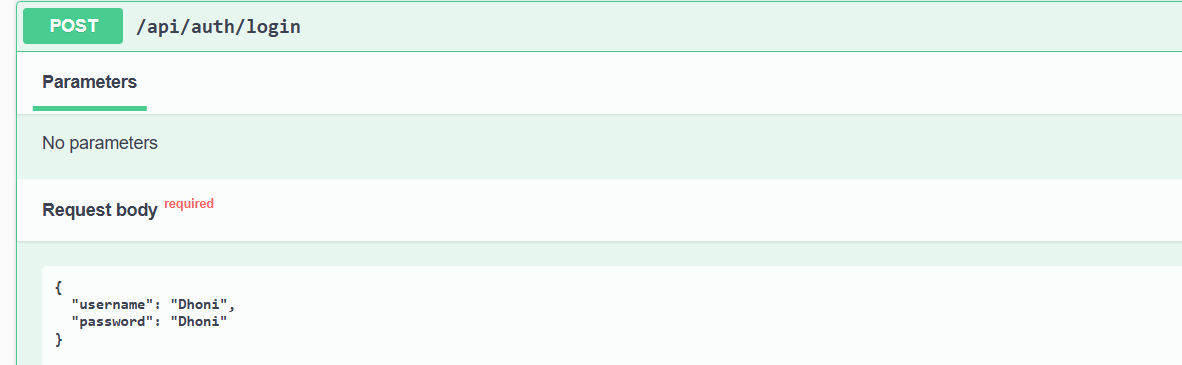 POST /api/auth/login
Parameters
No parameters
Request body required
{
  "username": "Dhoni",
  "password": "Dhoni"
}